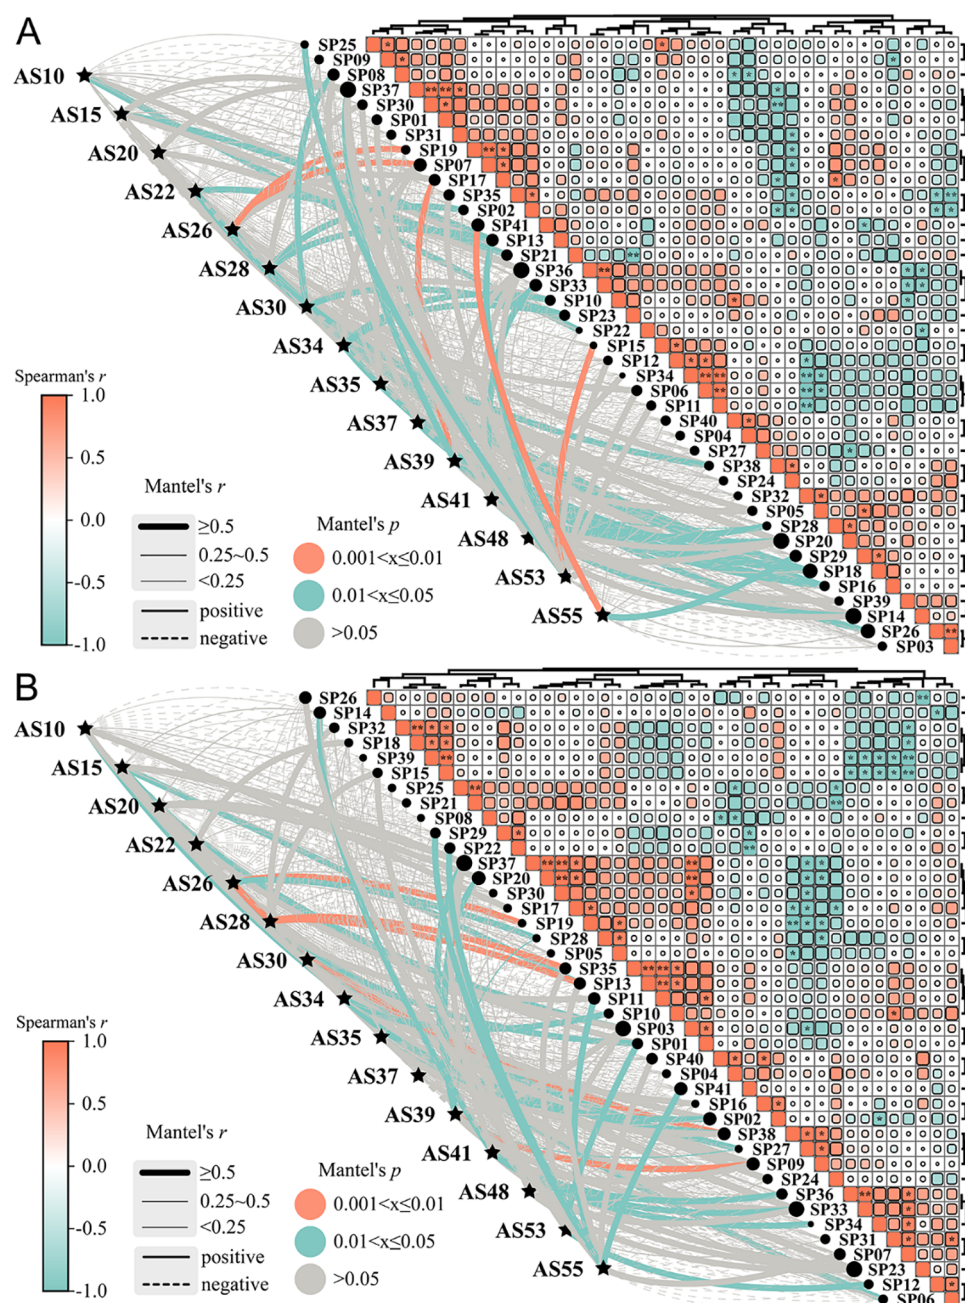 A
AS10
AS15
AS20
AS22
AS26
AS28
AS30
AS34
AS35
AS37
AS39
AS41
AS48
AS53
AS55
SP25
SP09
SP08
SP37
SP30
SP01
SP31
SP19
SP07
SP17
SP35
SP02
SP41
SP13
SP21
SP36
SP33
SP10
SP23
SP22
SP15
SP12
SP34
SP06
SP11
SP40
SP04
SP27
SP38
SP24
SP32
SP05
SP28
SP20
SP29
SP18
SP16
SP39
SP14
SP26
SP03
Spearman's r
1.0
0.5
0.0
-0.5
-1.0
Mantel's r
≥0.5
0.25~0.5
<0.25
positive
negative
Mantel's p
0.001<x≤0.01
0.01<x≤0.05
>0.05
B
AS10
AS15
AS20
AS22
AS26
AS28
AS30
AS34
AS35
AS37
AS39
AS41
AS48
AS53
AS55
SP26
SP14
SP32
SP18
SP39
SP15
SP25
SP21
SP08
SP29
SP22
SP37
SP20
SP30
SP17
SP19
SP28
SP05
SP35
SP13
SP11
SP10
SP03
SP01
SP40
SP04
SP41
SP16
SP02
SP38
SP27
SP09
SP24
SP36
SP33
SP34
SP31
SP07
SP23
SP12
SP06
Spearman's r
1.0
0.5
0.0
-0.5
-1.0
Mantel's r
≥0.5
0.25~0.5
<0.25
positive
negative
Mantel's p
0.001<x≤0.01
0.01<x≤0.05
>0.05